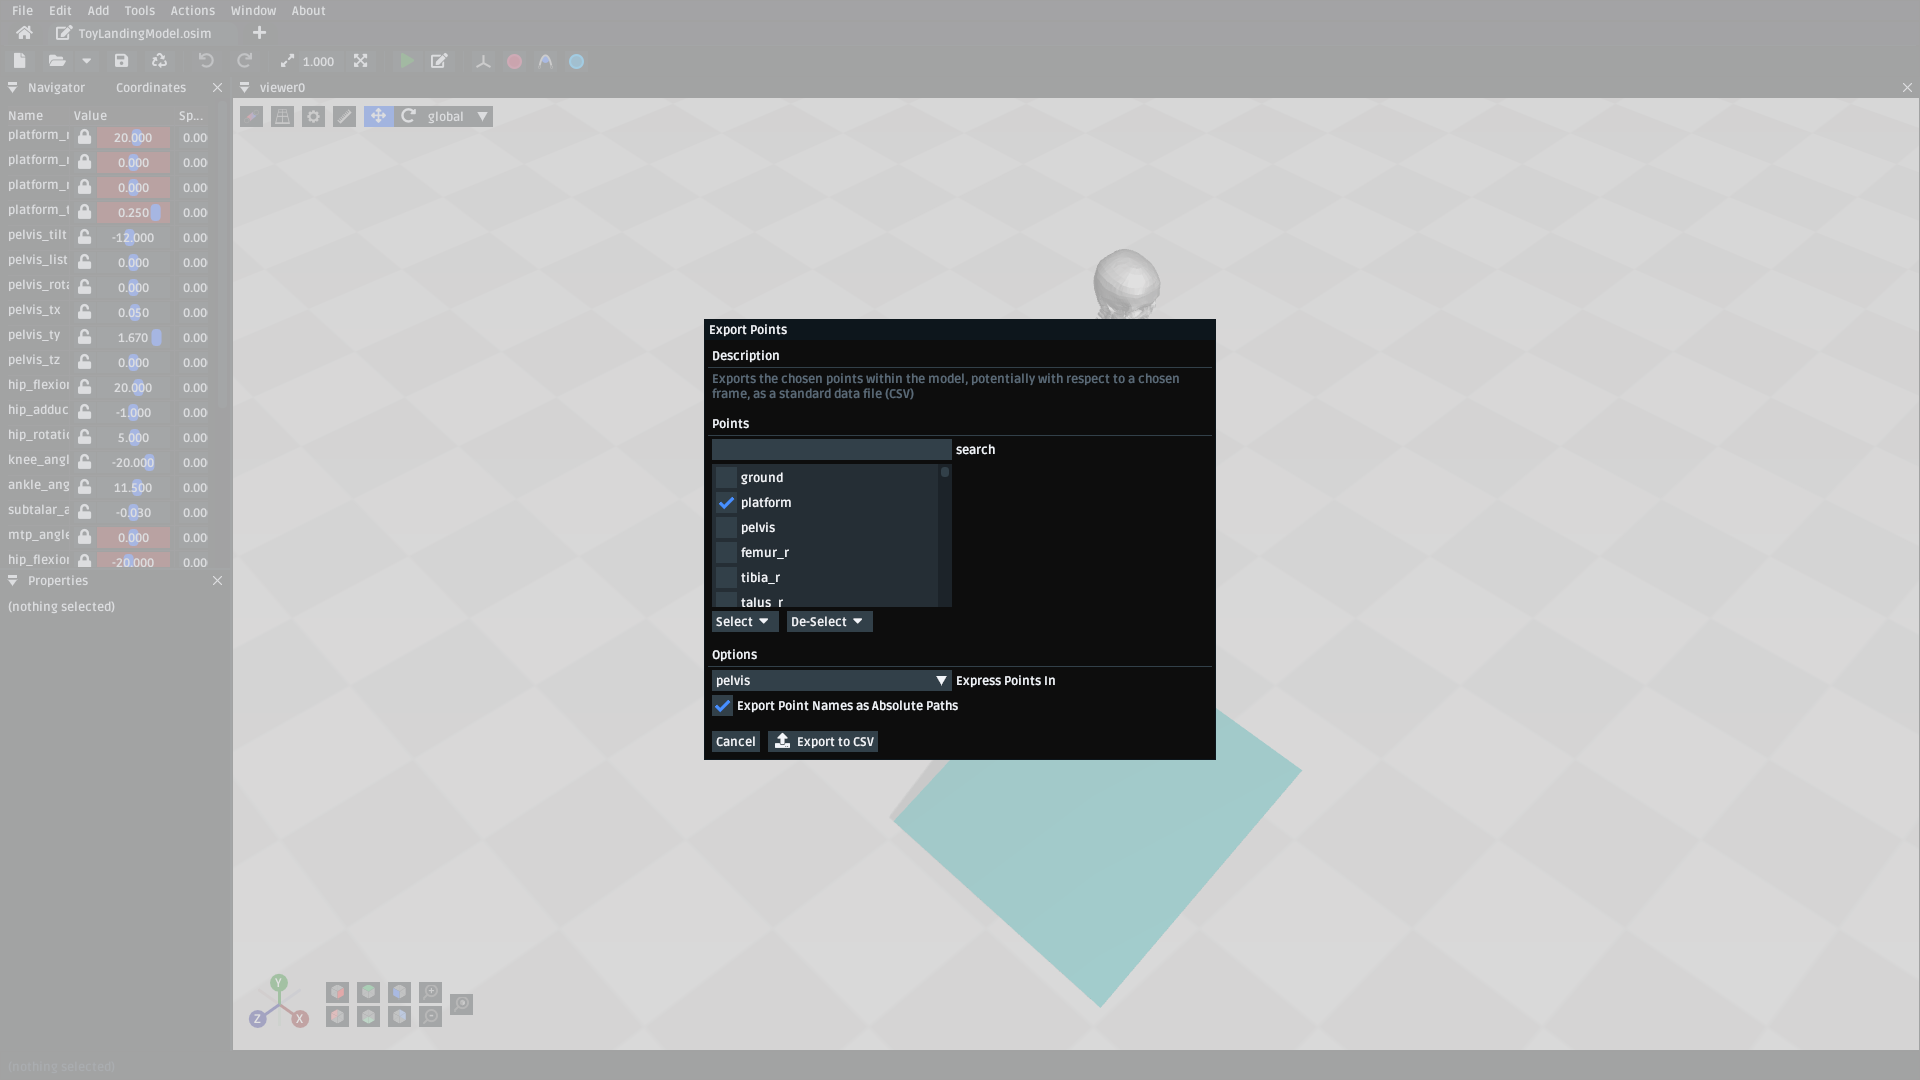 File Edit Add Tools Actions Window About
ToyLandingModel.osim
1.000
Navigator Coordinates
viewer0
Name Value Sp...
global
platform_r 20.000 0.00
platform_r 0.000 0.00
platform_r 0.000 0.00
platform_t 0.250 0.00
pelvis_tilt -12.000 0.00
pelvis_list 0.000 0.00
pelvis_rota 0.000 0.00
pelvis_tx 0.050 0.00
pelvis_ty 1.670 0.00
pelvis_tz 0.000 0.00
hip_flexion 20.000 0.00
hip_adduc -1.000 0.00
hip_rotatio 5.000 0.00
knee_angl -20.000 0.00
ankle_ang 11.500 0.00
subtalar_a -0.030 0.00
mtp_angle 0.000 0.00
hip_flexion -20.000 0.00
Properties
(nothing selected)
Export Points
Description
Exports the chosen points within the model, potentially with respect to a chosen
frame, as a standard data file (CSV)
Points
search
ground
platform
pelvis
femur_r
tibia_r
talus_r
Select De-Select
Options
pelvis Express Points In
Export Point Names as Absolute Paths
Cancel Export to CSV
Y
Z X
(nothing selected)